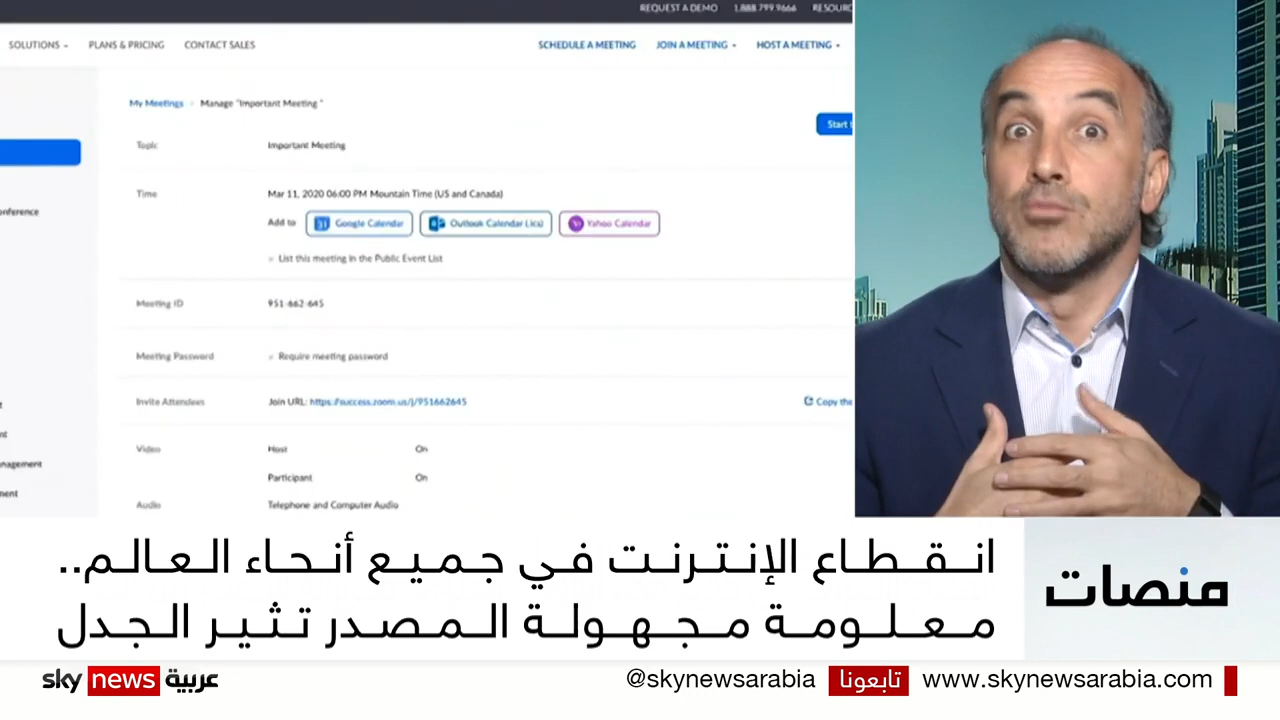 REQUEST A DEMO 1.888.799.9666 RESOURC
SOLUTIONS PLANS & PRICING CONTACT SALES SCHEDULE A MEETING JOIN A MEETING HOST A MEETING
My Meetings Manage "Important Meeting "
Start
Topic Important Meeting
Time Mar 11, 2020 06:00 PM Mountain Time (US and Canada)
Add to Google Calendar Outlook Calendar (.ics) Yahoo Calendar
List this meeting in the Public Event List
Meeting ID 951-662-645
Meeting Password Require meeting password
Invite Attendees Join URL: https://success.zoom.us/j/951662645 Copy the
Video Host On
Participant On
Audio Telephone and Computer Audio
onference
nagement
ment
انقطاع الإنترنت في جميع أنحاء العالم..
معلومة مجهولة المصدر تثير الجدل
منصات
sky news عربية
@skynewsarabia تابعونا www.skynewsarabia.com